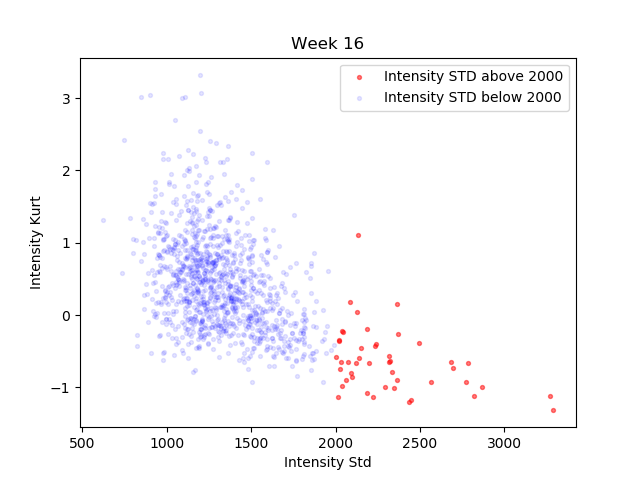 Week 16
Intensity STD above 2000
Intensity STD below 2000
3
2
1
0
−1
Intensity Kurt
500 1000 1500 2000 2500 3000
Intensity Std